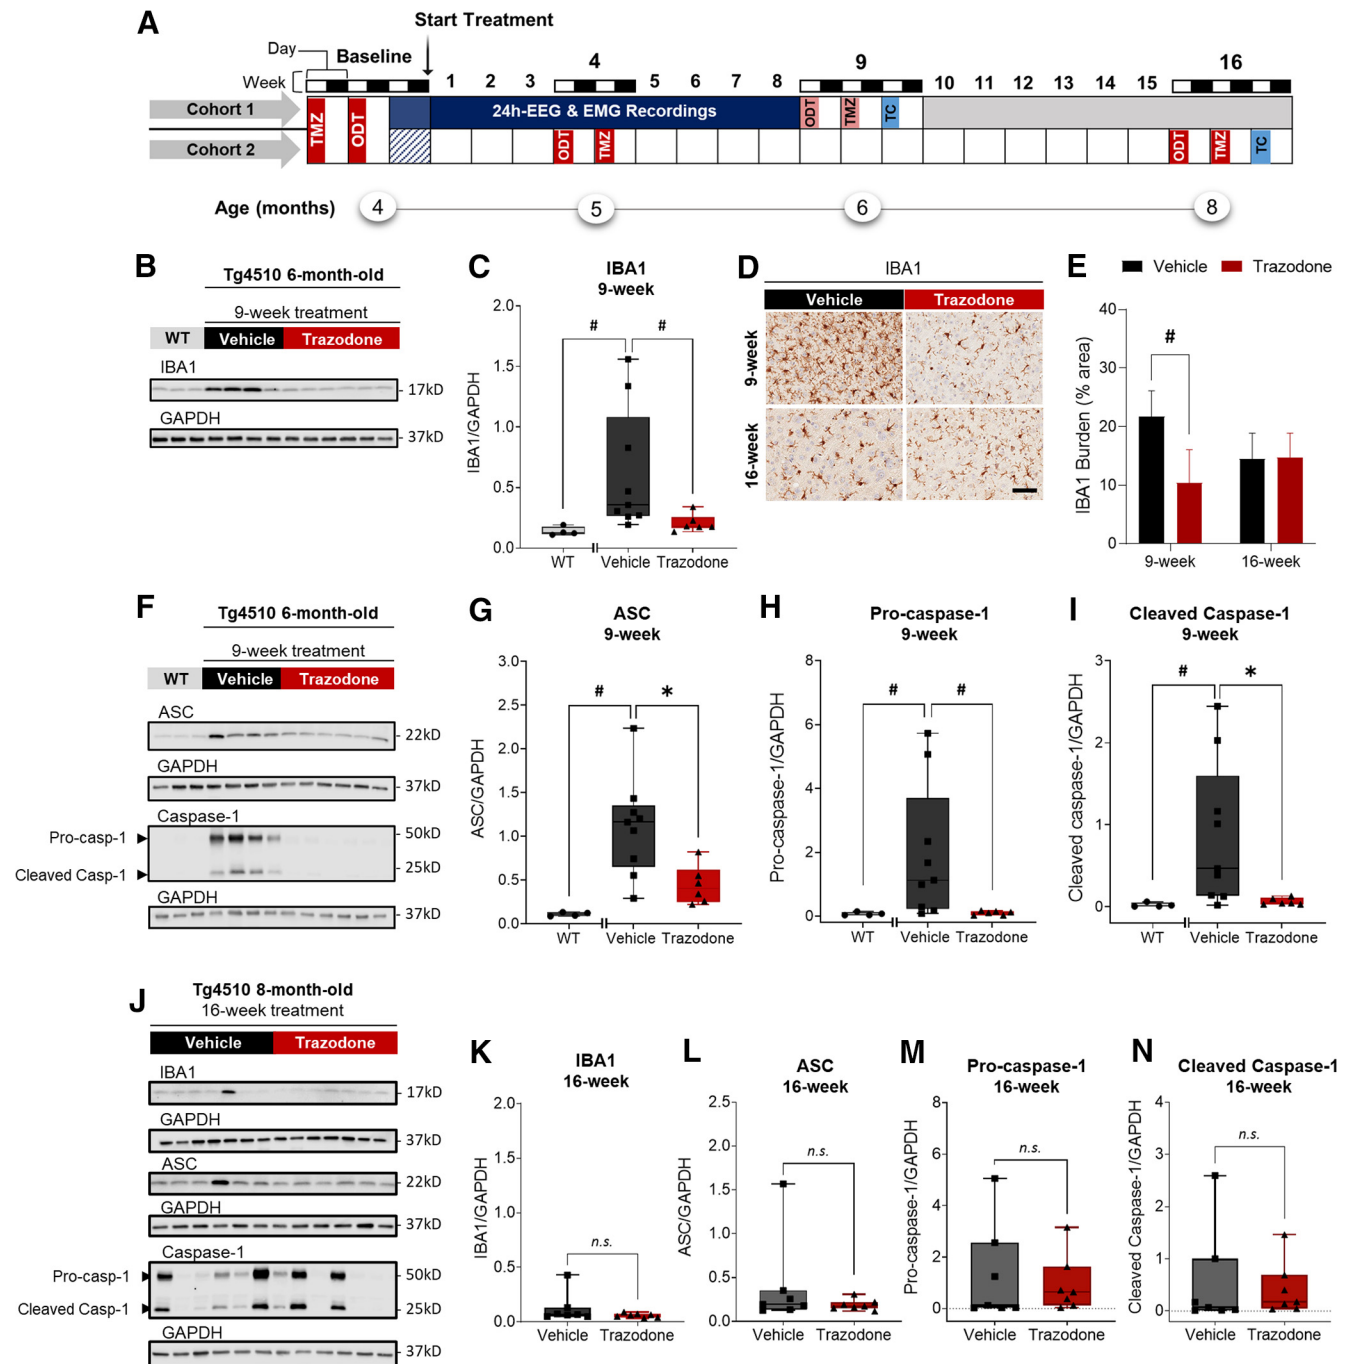 A
Start Treatment
Day
Baseline
Week
1 2 3 4 5 6 7 8 9 10 11 12 13 14 15 16
Cohort 1
TMZ
ODT
24h-EEG & EMG Recordings
ODT
TMZ
TC
Cohort 2
ODT
TMZ
ODT
TMZ
TC
Age (months)
4 5 6 8
B
Tg4510 6-month-old
9-week treatment
WT Vehicle Trazodone
IBA1
17kD
GAPDH
37kD
C
IBA1
9-week
IBA1/GAPDH
2.0
1.5
1.0
0.5
0.0
# #
WT Vehicle Trazodone
D
IBA1
Vehicle Trazodone
9-week
16-week
E
Vehicle Trazodone
IBA1 Burden (% area)
40
30
20
10
0
#
9-week 16-week
F
Tg4510 6-month-old
9-week treatment
WT Vehicle Trazodone
ASC
22kD
GAPDH
37kD
Caspase-1
Pro-casp-1
50kD
Cleaved Casp-1
25kD
GAPDH
37kD
G
ASC
9-week
ASC/GAPDH
3.0
2.5
2.0
1.5
1.0
0.5
0.0
# *
WT Vehicle Trazodone
H
Pro-caspase-1
9-week
Pro-caspase-1/GAPDH
8
6
4
2
0
# #
WT Vehicle Trazodone
I
Cleaved Caspase-1
9-week
Cleaved caspase-1/GAPDH
3
2
1
0
# *
WT Vehicle Trazodone
J
Tg4510 8-month-old
16-week treatment
Vehicle Trazodone
IBA1
17kD
GAPDH
37kD
ASC
22kD
GAPDH
37kD
Caspase-1
Pro-casp-1
50kD
Cleaved Casp-1
25kD
GAPDH
37kD
K
IBA1
16-week
IBA1/GAPDH
2.0
1.5
1.0
0.5
0.0
n.s.
Vehicle Trazodone
L
ASC
16-week
ASC/GAPDH
2.5
2.0
1.5
1.0
0.5
0.0
n.s.
Vehicle Trazodone
M
Pro-caspase-1
16-week
Pro-caspase-1/GAPDH
8
6
4
2
0
n.s.
Vehicle Trazodone
N
Cleaved Caspase-1
16-week
Cleaved Caspase-1/GAPDH
4
3
2
1
0
n.s.
Vehicle Trazodone